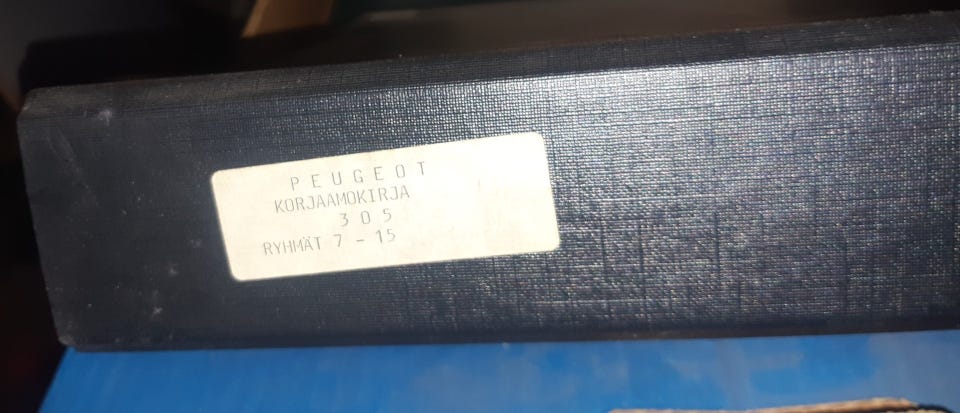 PEUGEOT
KORJAAMOKIRJA
305
RYHMÄT 7 - 15